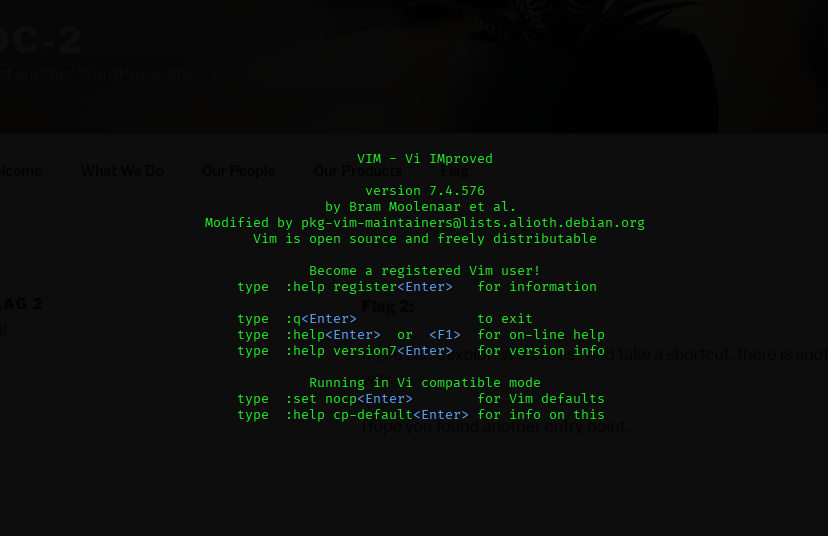 OC-2
st another WordPress site
lcome What We Do Our People Our Products Flag
VIM - Vi IMproved
version 7.4.576
by Bram Moolenaar et al.
Modified by pkg-vim-maintainers@lists.alioth.debian.org
Vim is open source and freely distributable
Become a registered Vim user!
type :help register<Enter> for information
type :q<Enter> to exit
type :help<Enter> or <F1> for on-line help
type :help version7<Enter> for version info
Running in Vi compatible mode
type :set nocp<Enter> for Vim defaults
type :help cp-default<Enter> for info on this
LAG 2
it
Flag 2:
take a shortcut, there is anot
Hope you found another entry point.